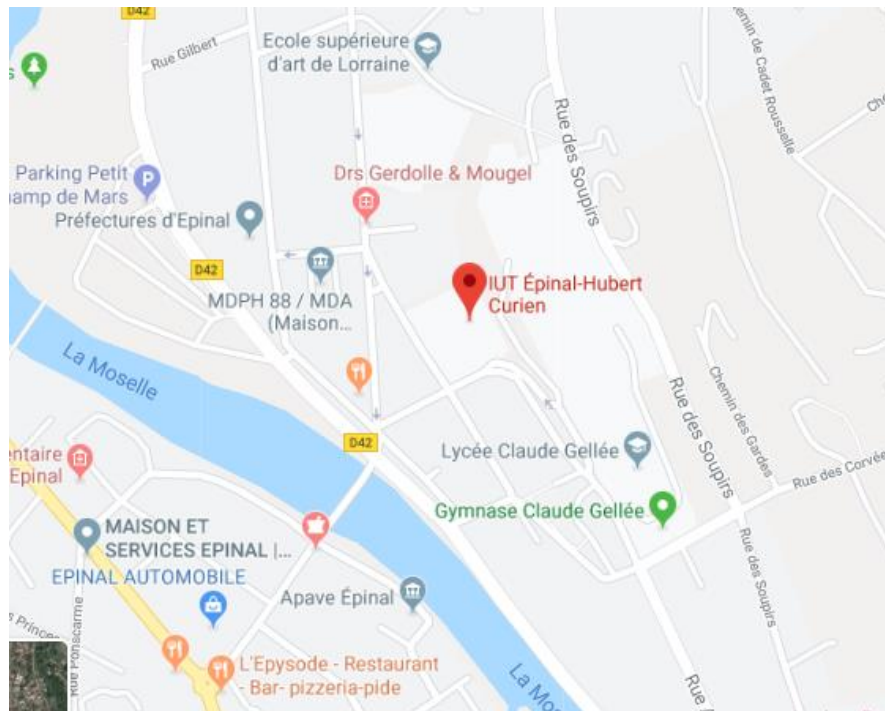 D42
Rue Gilbert
Ecole supérieure
d'art de Lorraine
Chemin de Cadet Rousselle
Rue des Soupirs
Parking Petit
amp de Mars
Drs Gerdolle & Mougel
Préfectures d'Epinal
D42
MDPH 88 / MDA
(Maison...
IUT Épinal-Hubert
Curien
La Moselle
D42
Rue des Soupirs
Chemin des Gardes
Lycée Claude Gellée
Rue des Corvée
entaire
Epinal
Gymnase Claude Gellée
MAISON ET
SERVICES EPINAL |...
EPINAL AUTOMOBILE
Apave Épinal
Rue des Soupirs
s Princes
Rue Ponscarme
L'Epysode - Restaurant
- Bar- pizzeria-pide
La Mos
Rue